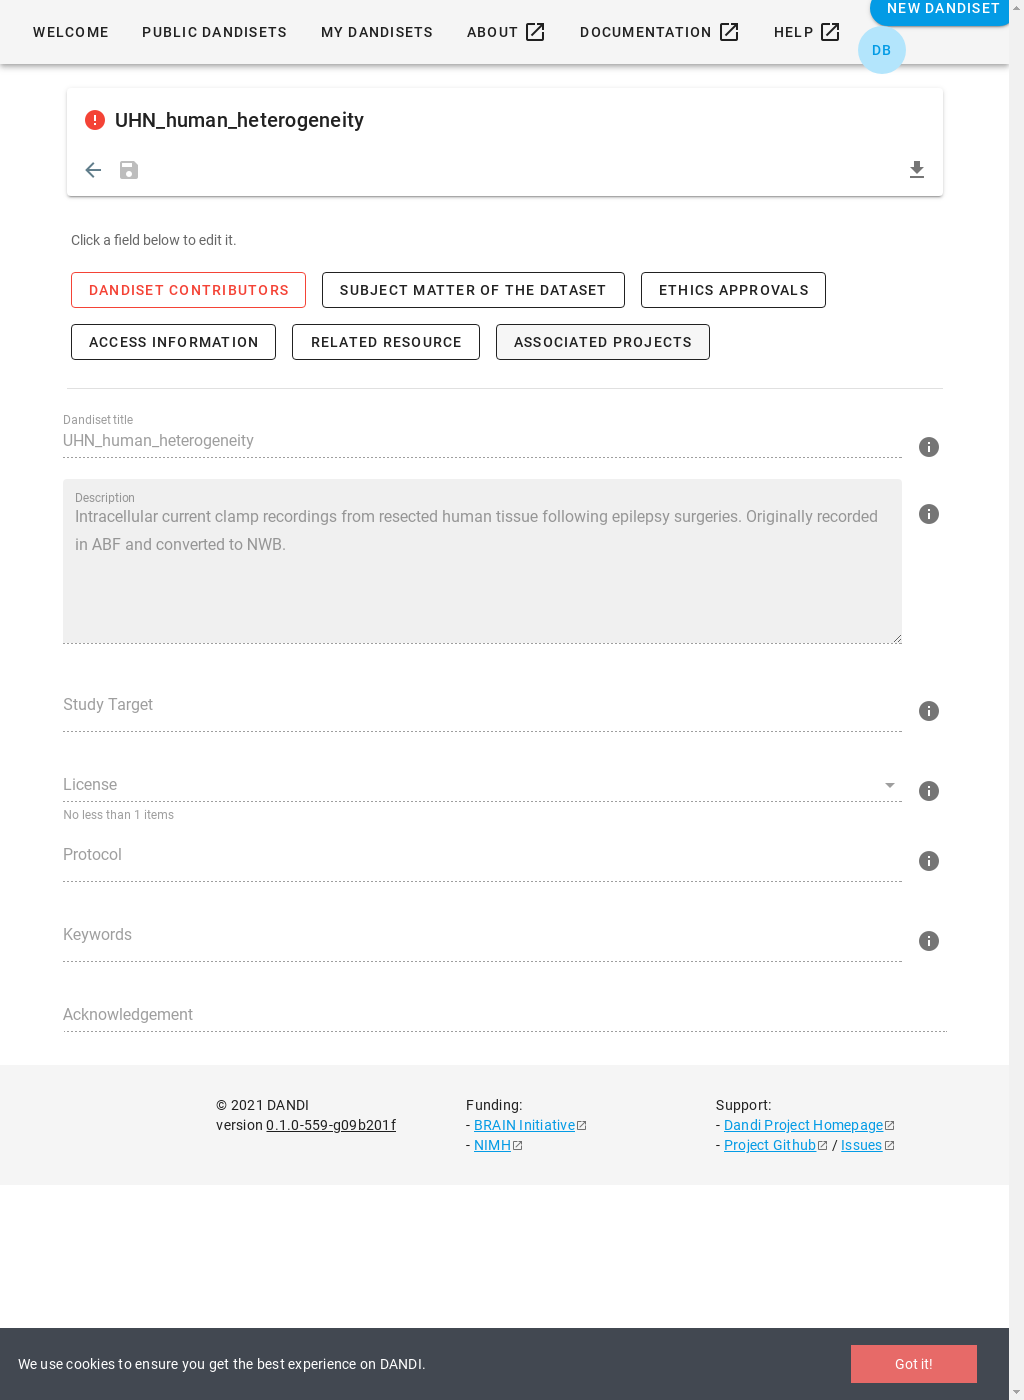 WELCOME PUBLIC DANDISETS MY DANDISETS ABOUT DOCUMENTATION HELP NEW DANDISET
DB
UHN_human_heterogeneity
Click a field below to edit it.
DANDISET CONTRIBUTORS SUBJECT MATTER OF THE DATASET ETHICS APPROVALS
ACCESS INFORMATION RELATED RESOURCE ASSOCIATED PROJECTS
Dandiset title
UHN_human_heterogeneity
Description
Intracellular current clamp recordings from resected human tissue following epilepsy surgeries. Originally recorded
in ABF and converted to NWB.
Study Target
License
No less than 1 items
Protocol
Keywords
Acknowledgement
© 2021 DANDI Funding: Support:
version 0.1.0-559-g09b201f - BRAIN Initiative - Dandi Project Homepage
- NIMH - Project Github / Issues
We use cookies to ensure you get the best experience on DANDI. Got it!